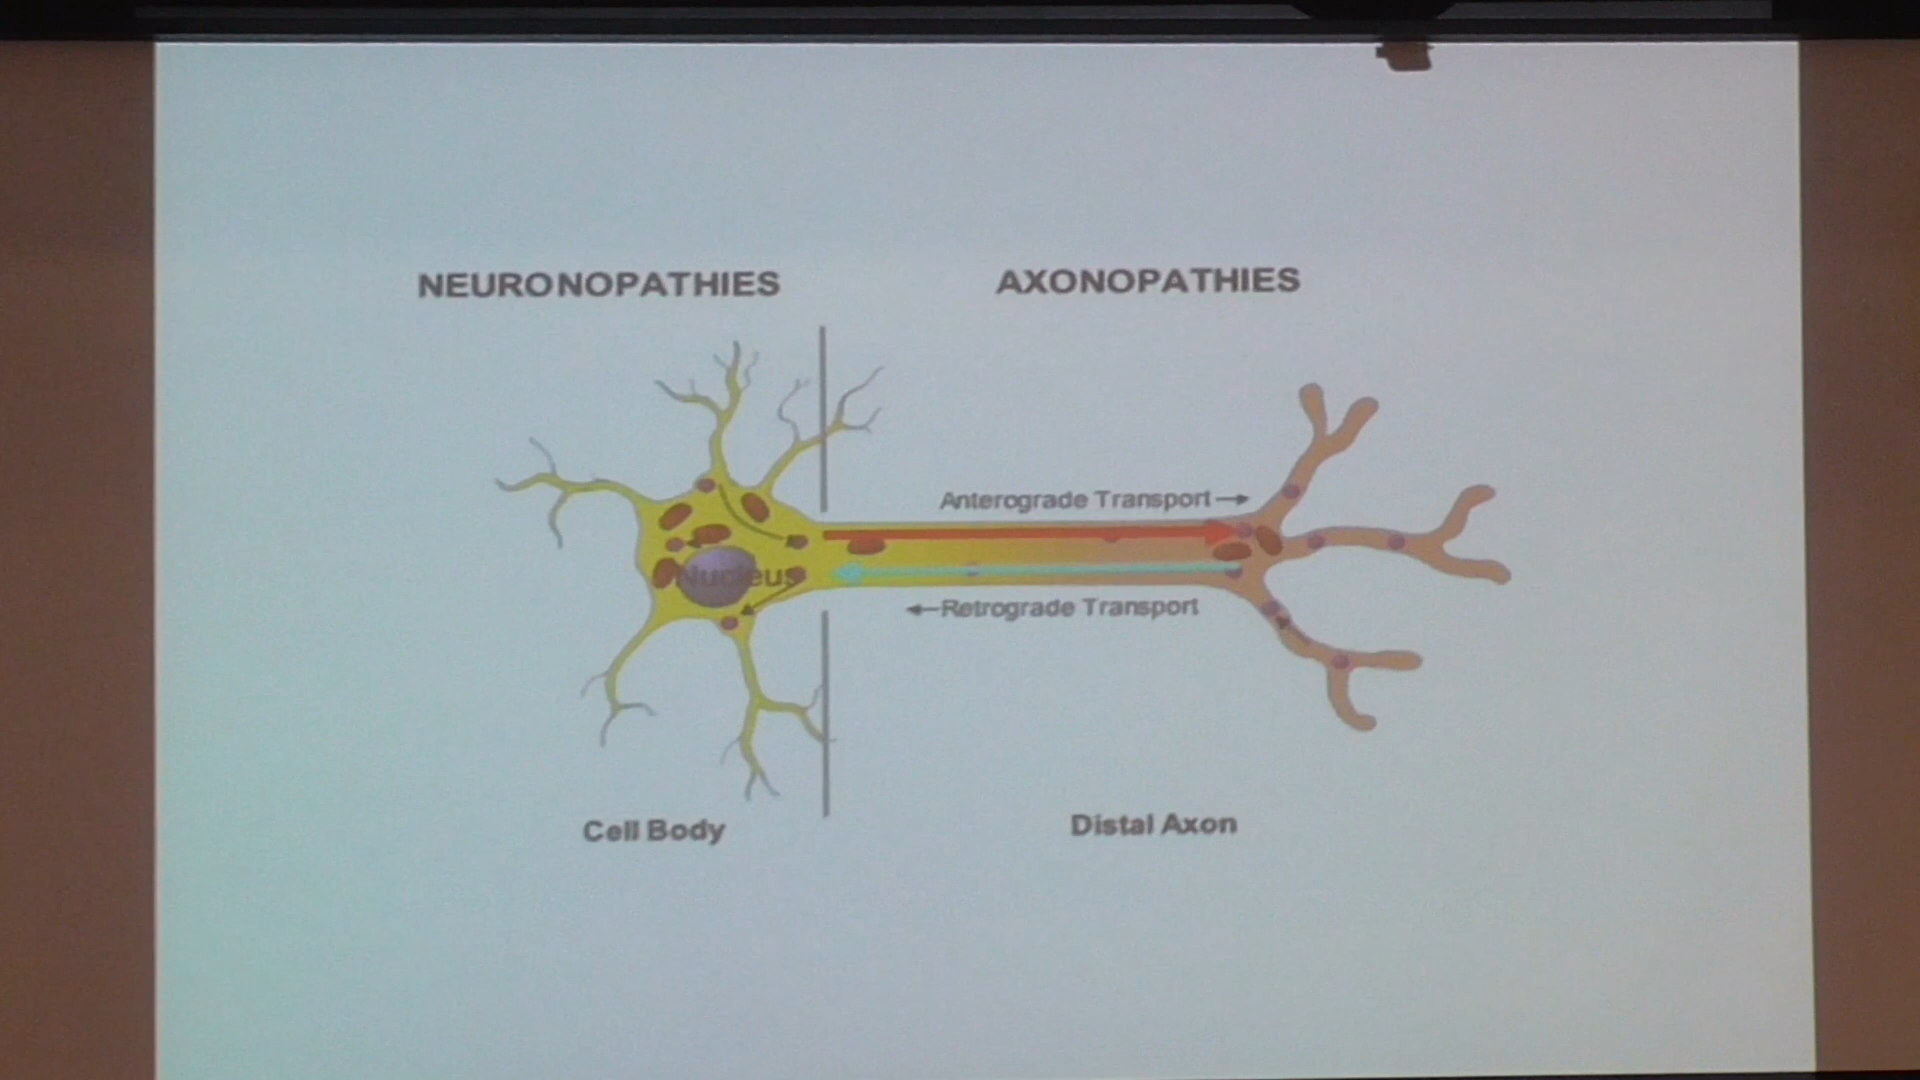 NEURONOPATHIES
AXONOPATHIES
Anterograde Transport→
Nucleus
←Retrograde Transport
Cell Body
Distal Axon